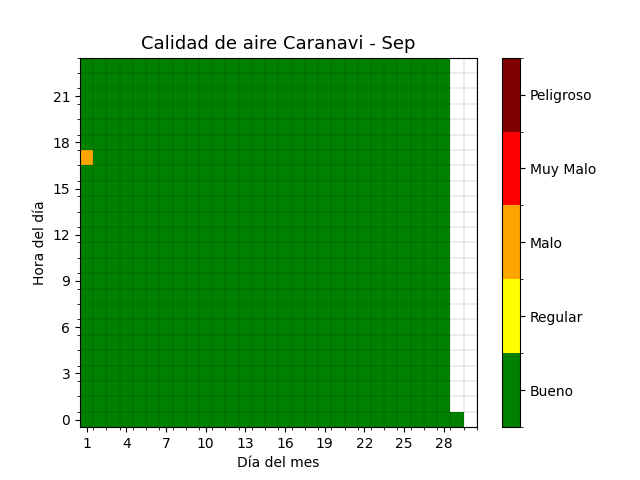 Calidad de aire Caranavi - Sep
Hora del día
21
18
15
12
9
6
3
0
1 4 7 10 13 16 19 22 25 28
Día del mes
Peligroso
Muy Malo
Malo
Regular
Bueno